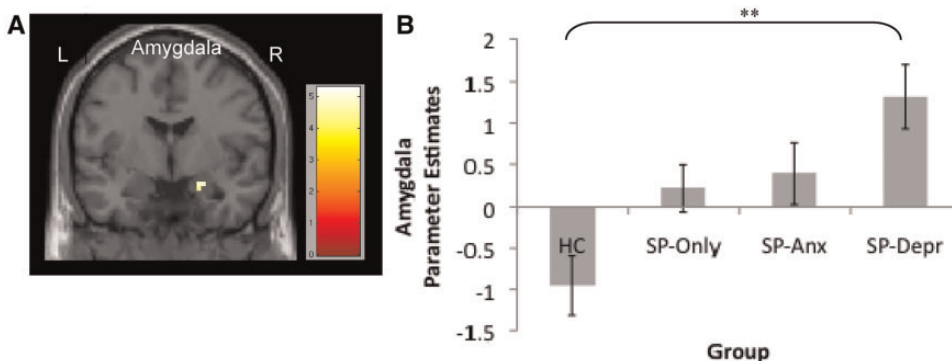 A
L
Amygdala
R
5
4
3
2
1
0
B
**
2
1.5
1
0.5
0
-0.5
-1
-1.5
Amygdala
Parameter Estimates
HC
SP-Only
SP-Anx
SP-Depr
Group